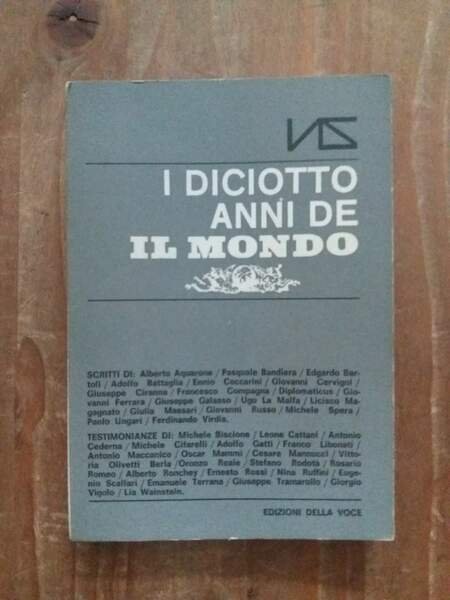 I DICIOTTO
ANNI DE
IL MONDO
SCRITTI DI: Alberto Aquarone / Pasquale Bandiera / Edgardo Bar-
toli / Adolfo Battaglia / Ennio Ceccarini / Giovanni Cervigni /
Giuseppe Ciranna / Francesco Compagna / Diplomaticus / Gio-
vanni Ferrara / Giuseppe Galasso / Ugo La Malfa / Licisco Ma-
gagnato / Giulia Massari / Giovanni Russo / Michele Spera /
Paolo Ungari / Ferdinando Virdia.
TESTIMONIANZE DI: Michele Biscione / Leone Cattani / Antonio
Cederna / Michele Cifarelli / Adolfo Gatti / Franco Libonati /
Antonio Maccanico / Oscar Mammì / Cesare Mannucci / Vitto-
ria Olivetti Berla / Oronzo Reale / Stefano Rodotà / Rosario
Romeo / Alberto Ronchey / Ernesto Rossi / Nina Ruffini / Euge-
nio Scalfari / Emanuele Terrana / Giuseppe Tramarollo / Giorgio
Vigolo / Lia Wainstein.
EDIZIONI DELLA VOCE